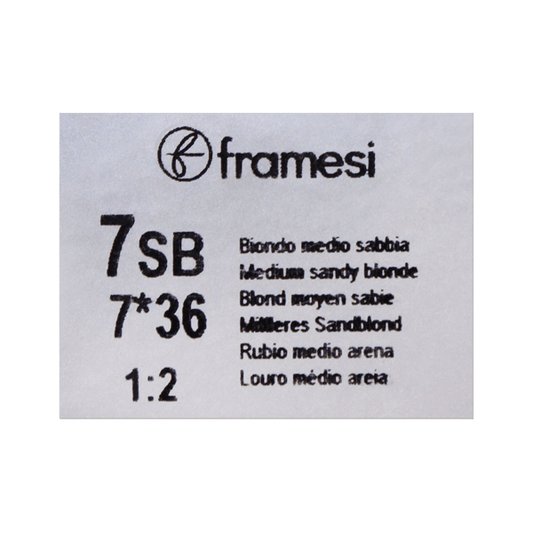 framesi
7SB
7*36
1:2
Biondo medio sabbia
Medium sandy blonde
Blond moyen sabie
Mittleres Sandblond
Rubio medio arena
Louro médio areia